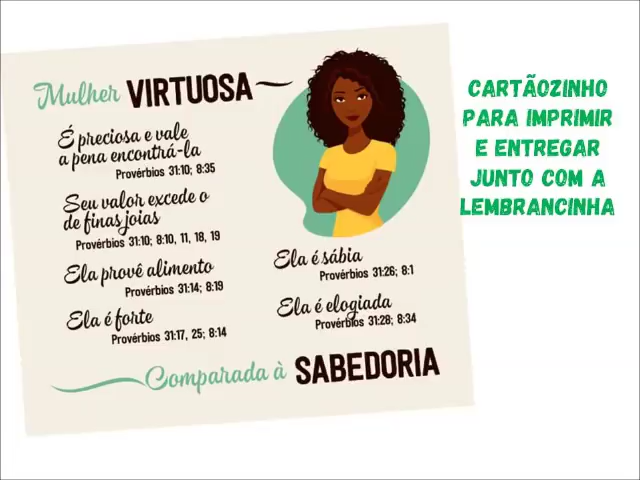 Mulher VIRTUOSA
É preciosa e vale
a pena encontrá-la
Provérbios 31:10; 8:35
Seu valor excede o
de finas joias
Provérbios 31:10; 8:10, 11, 18, 19
Ela provê alimento
Provérbios 31:14; 8:19
Ela é forte
Provérbios 31:17, 25; 8:14
Ela é sábia
Provérbios 31:26; 8:1
Ela é elogiada
Provérbios 31:28; 8:34
Comparada à SABEDORIA
CARTÃOZINHO
PARA IMPRIMIR
E ENTREGAR
JUNTO COM A
LEMBRANCINHA